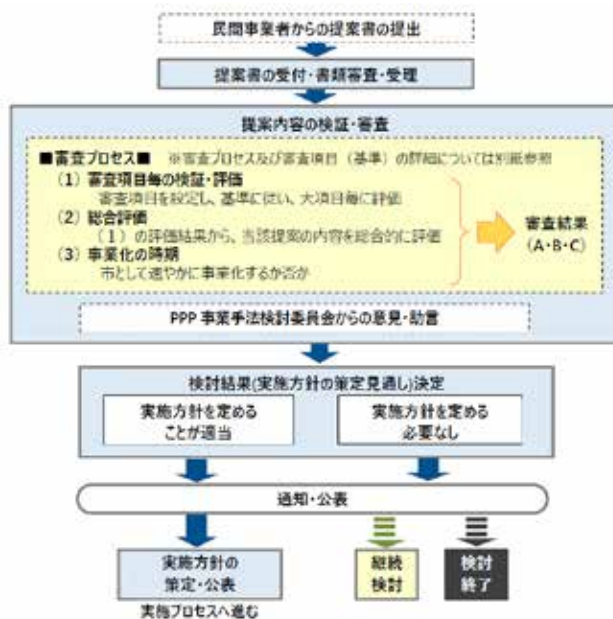 民間事業者からの提案書の提出
提案書の受付・書類審査・受理
提案内容の検証・審査
■審査プロセス■ ※審査プロセス及び審査項目（基準）の詳細については別紙参照
（1）審査項目毎の検証・評価
審査項目を設定し、基準に従い、大項目毎に評価
（2）総合評価
（1）の評価結果から、当該提案の内容を総合的に評価
（3）事業化の時期
市として速やかに事業化するか否か
審査結果
(A・B・C)
PPP 事業手法検討委員会からの意見・助言
検討結果(実施方針の策定見通し)決定
実施方針を定める
ことが適当
実施方針を定める
必要なし
通知・公表
実施方針の
策定・公表
継続
検討
検討
終了
実施プロセスへ進む